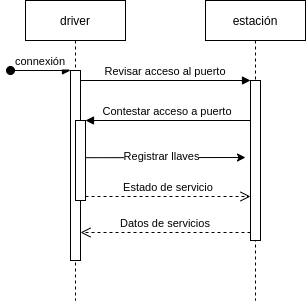 driver
estación
connexión
Revisar acceso al puerto
Contestar acceso a puerto
Registrar llaves
Estado de servicio
Datos de servicios